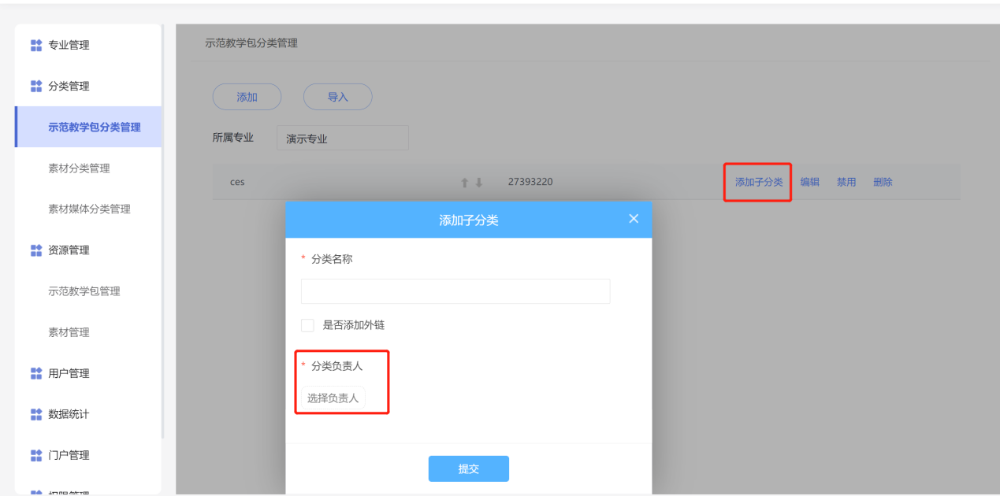 专业管理
分类管理
示范教学包分类管理
素材分类管理
素材媒体分类管理
资源管理
示范教学包管理
素材管理
用户管理
数据统计
门户管理
权限管理
示范教学包分类管理
添加 导入
所属专业 演示专业
ces 27393220 添加子分类 编辑 禁用 删除
添加子分类
* 分类名称
是否添加外链
* 分类负责人
选择负责人
提交